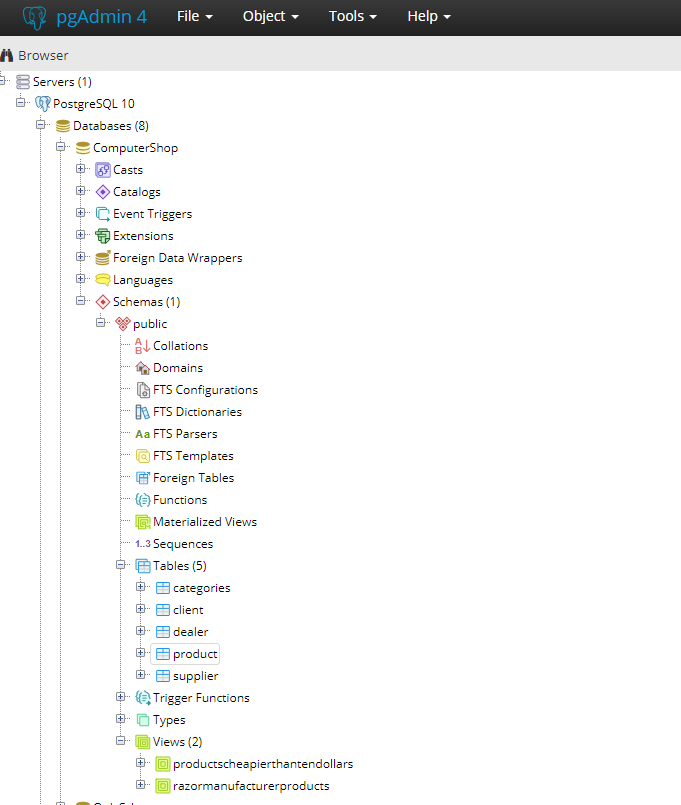 pgAdmin 4 File Object Tools Help
Browser
Servers (1)
PostgreSQL 10
Databases (8)
ComputerShop
Casts
Catalogs
Event Triggers
Extensions
Foreign Data Wrappers
Languages
Schemas (1)
public
Collations
Domains
FTS Configurations
FTS Dictionaries
Aa FTS Parsers
FTS Templates
Foreign Tables
Functions
Materialized Views
1..3 Sequences
Tables (5)
categories
client
dealer
product
supplier
Trigger Functions
Types
Views (2)
productscheapierthantendollars
razormanufacturerproducts